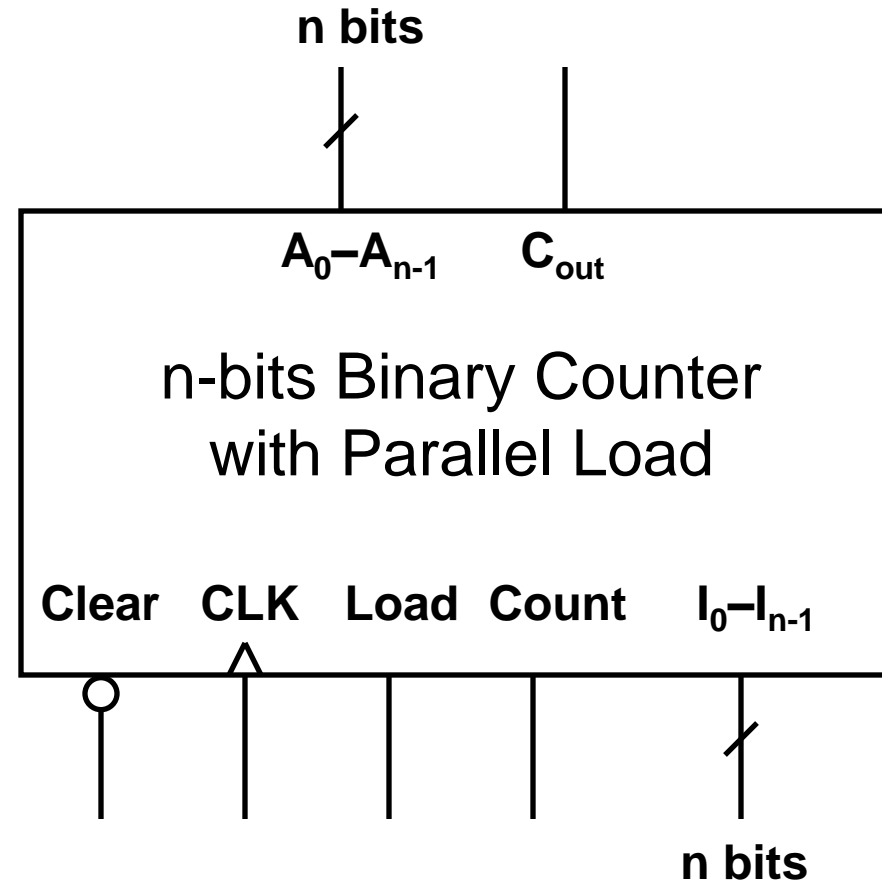 n bits
A₀–Aₙ₋₁ Cₒᵤₜ
n-bits Binary Counter
with Parallel Load
Clear CLK Load Count I₀–Iₙ₋₁
n bits